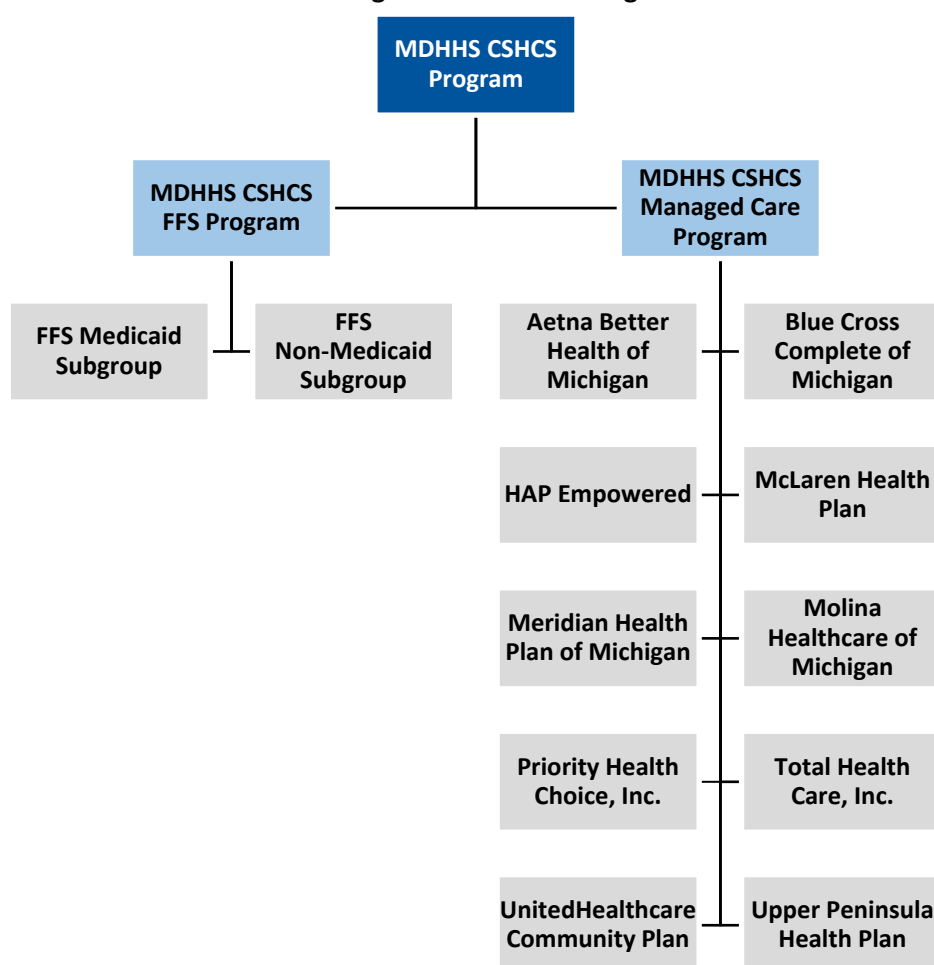 MDHHS CSHCS
Program
MDHHS CSHCS
FFS Program
MDHHS CSHCS
Managed Care
Program
FFS Medicaid
Subgroup
FFS
Non-Medicaid
Subgroup
Aetna Better
Health of
Michigan
Blue Cross
Complete of
Michigan
HAP Empowered
McLaren Health
Plan
Meridian Health
Plan of Michigan
Molina
Healthcare of
Michigan
Priority Health
Choice, Inc.
Total Health
Care, Inc.
UnitedHealthcare
Community Plan
Upper Peninsula
Health Plan